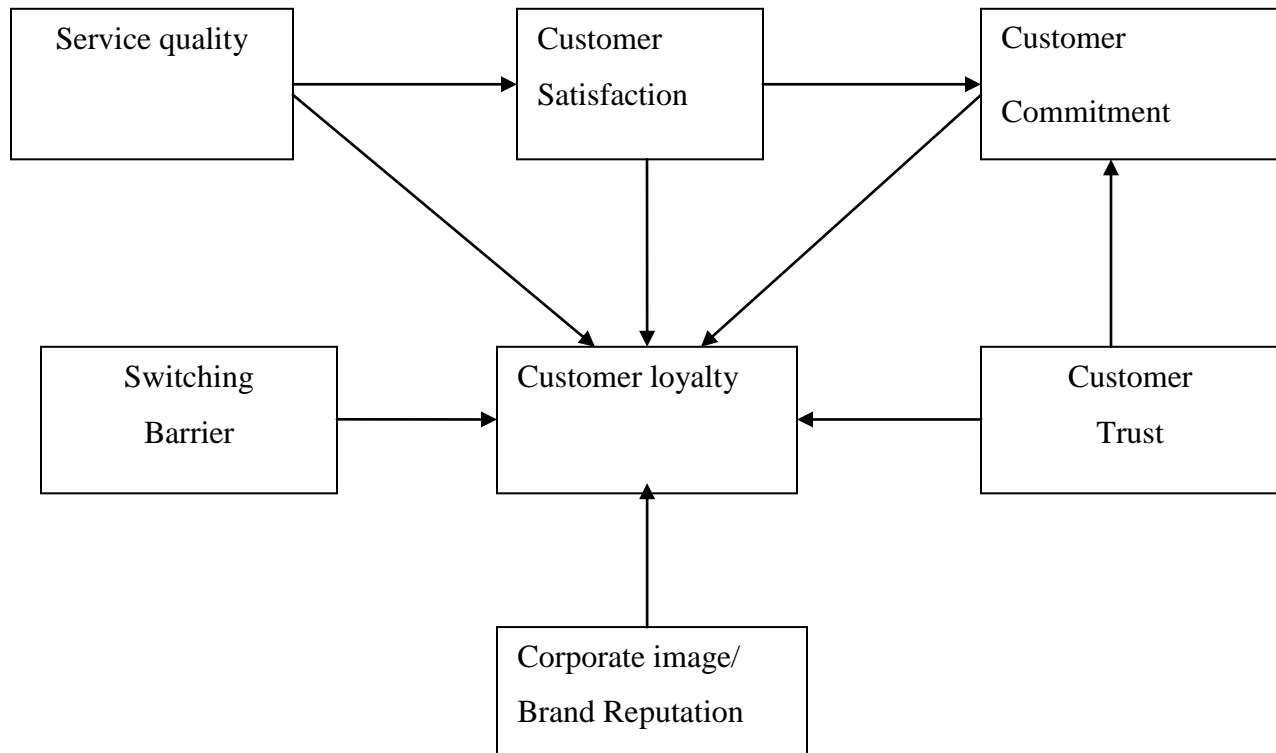 Service quality
Customer
Satisfaction
Customer
Commitment
Switching
Barrier
Customer loyalty
Customer
Trust
Corporate image/
Brand Reputation